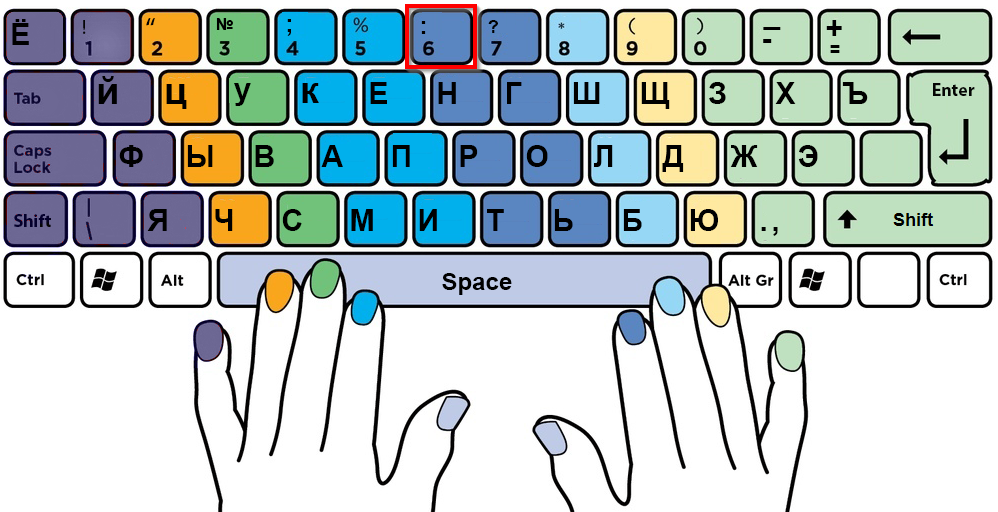 Ё ! 1 “ 2 № 3 ; 4 % 5 : 6 ? 7 * 8 ( 9 ) 0 — - + =
Tab Й Ц У К Е Н Г Ш Щ З Х Ъ Enter
Caps Lock Ф Ы В А П Р О Л Д Ж Э
Shift | \ Я Ч С М И Т Ь Б Ю . , Shift
Ctrl Alt Space Alt Gr Ctrl